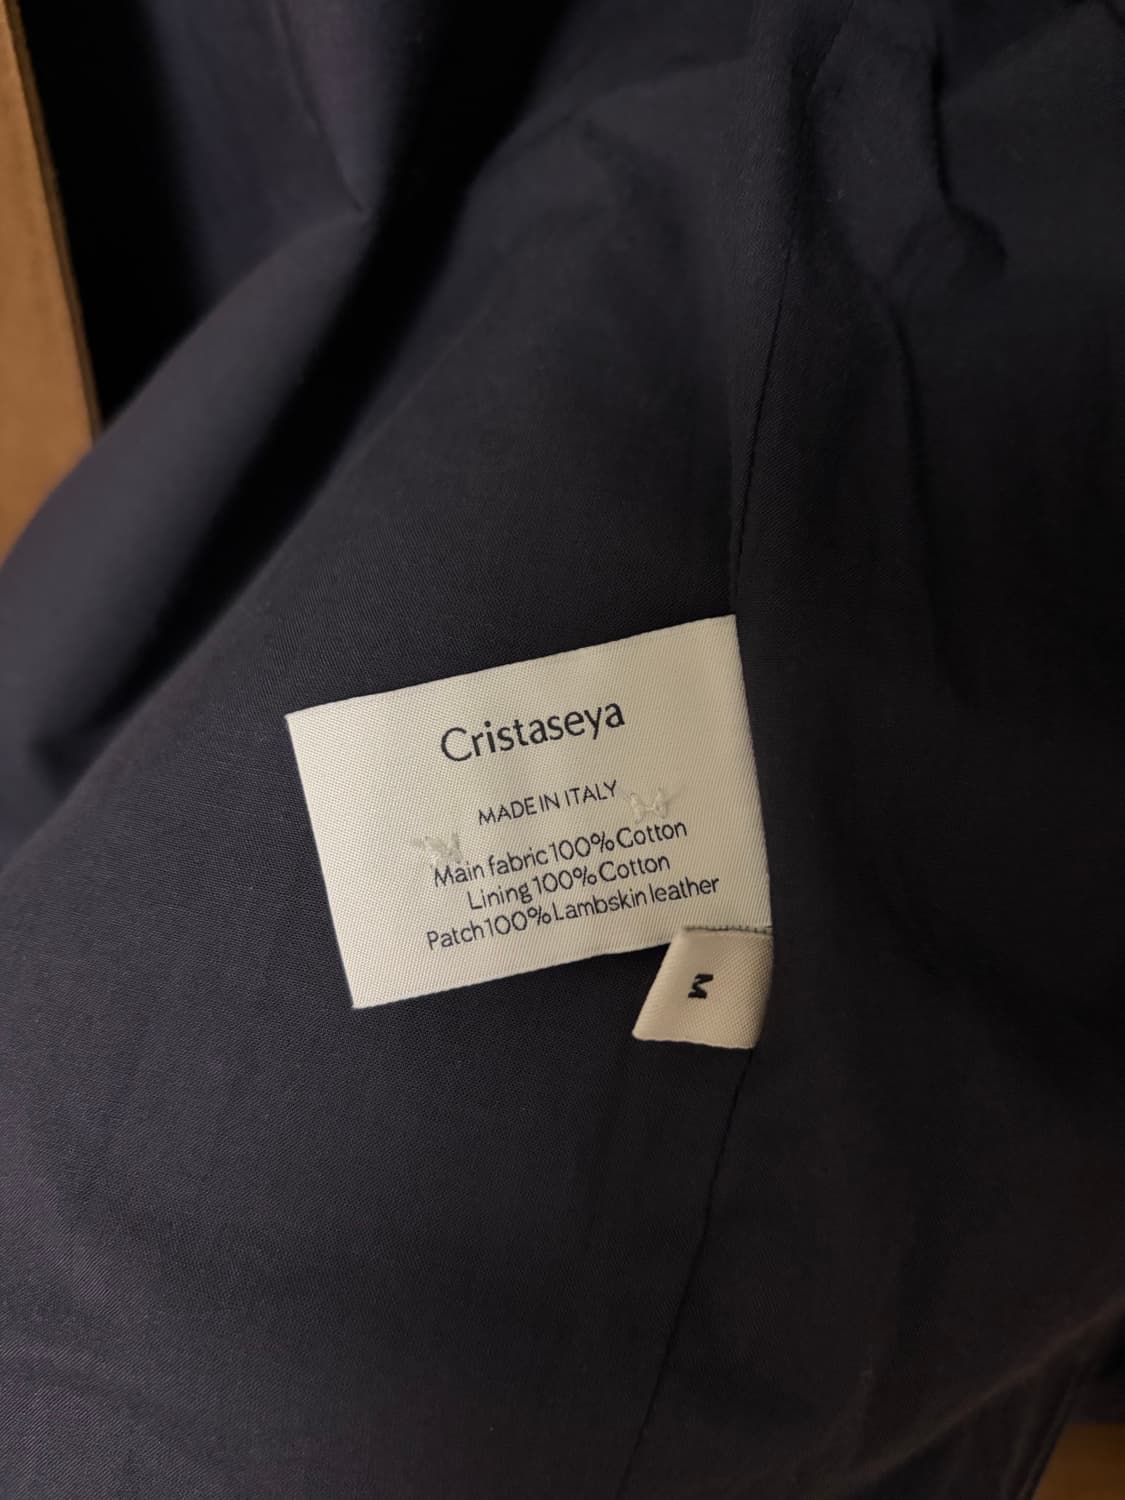 Cristaseya
MADE IN ITALY
Main fabric 100% Cotton
Lining 100% Cotton
Patch 100% Lambskin leather
M